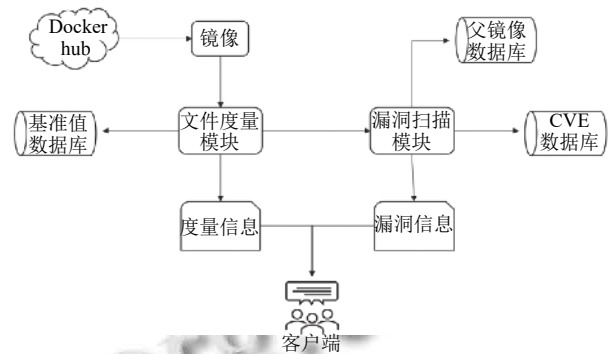 Docker
hub
镜像
父镜像
数据库
基准值
数据库
文件度量
模块
漏洞扫描
模块
CVE
数据库
度量信息
漏洞信息
客户端